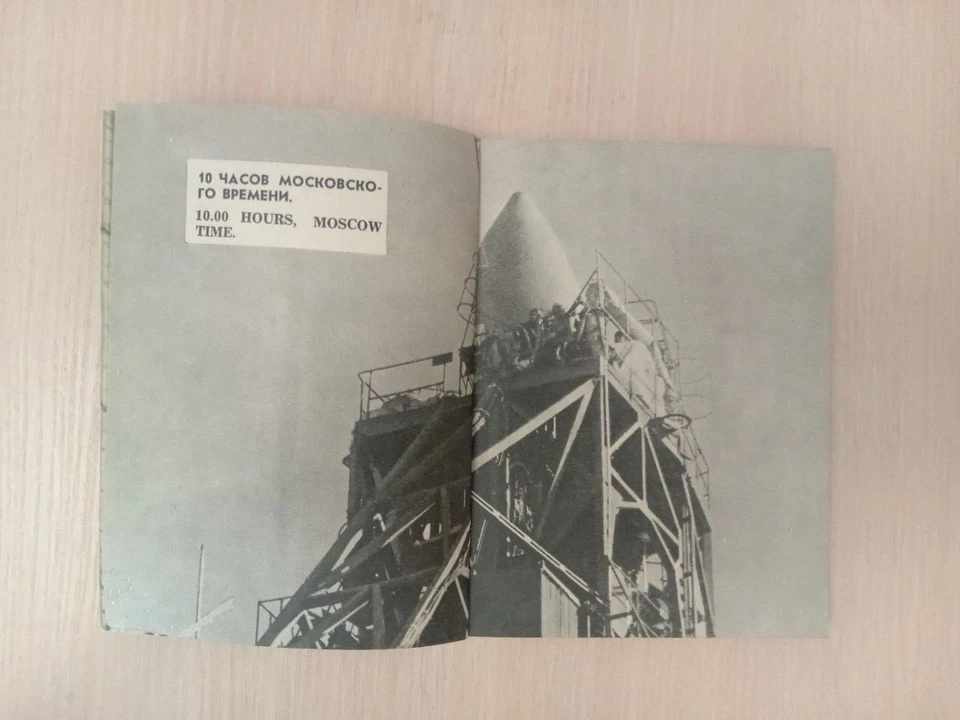 10 ЧАСОВ МОСКОВСКО-
ГО ВРЕМЕНИ.
10.00 HOURS, MOSCOW
TIME.